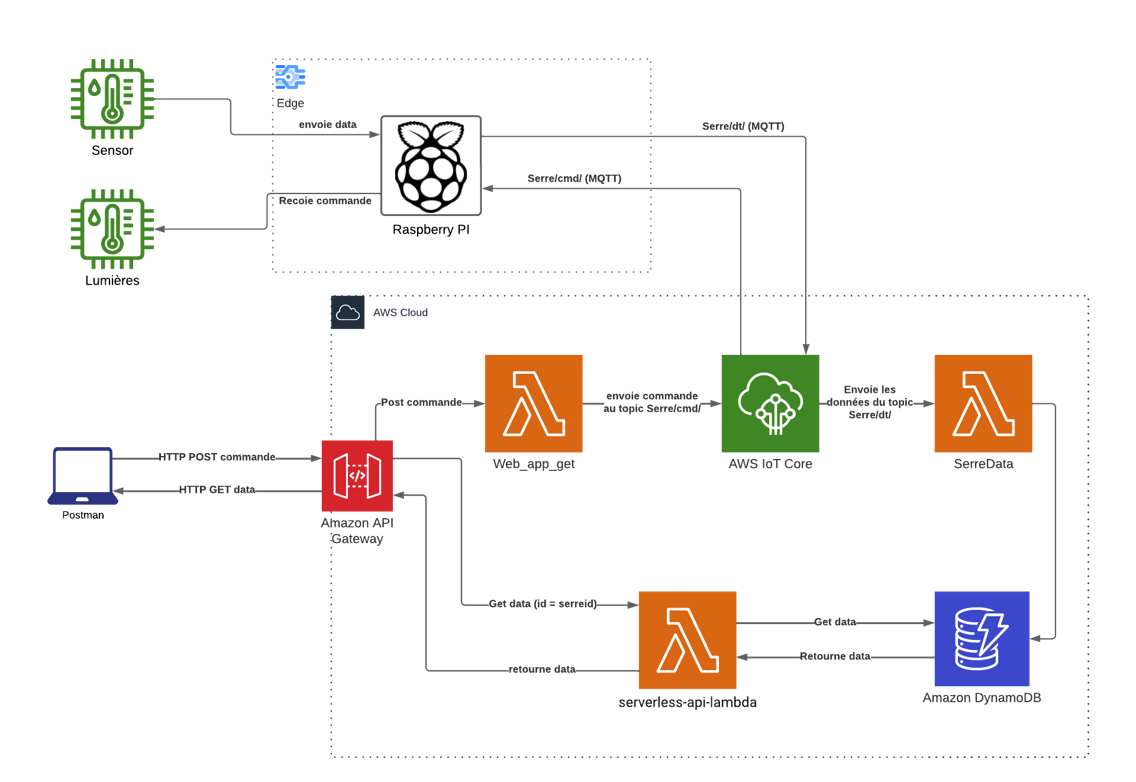 Edge
Sensor
envoie data
Serre/dt/ (MQTT)
Serre/cmd/ (MQTT)
Recoie commande
Raspberry PI
Lumières
AWS Cloud
Post commande
envoie commande
au topic Serre/cmd/
Envoie les
données du topic
Serre/dt/
Web_app_get
AWS IoT Core
SerreData
HTTP POST commande
HTTP GET data
Postman
Amazon API
Gateway
Get data (id = serreid)
Get data
retourne data
Retourne data
serverless-api-lambda
Amazon DynamoDB